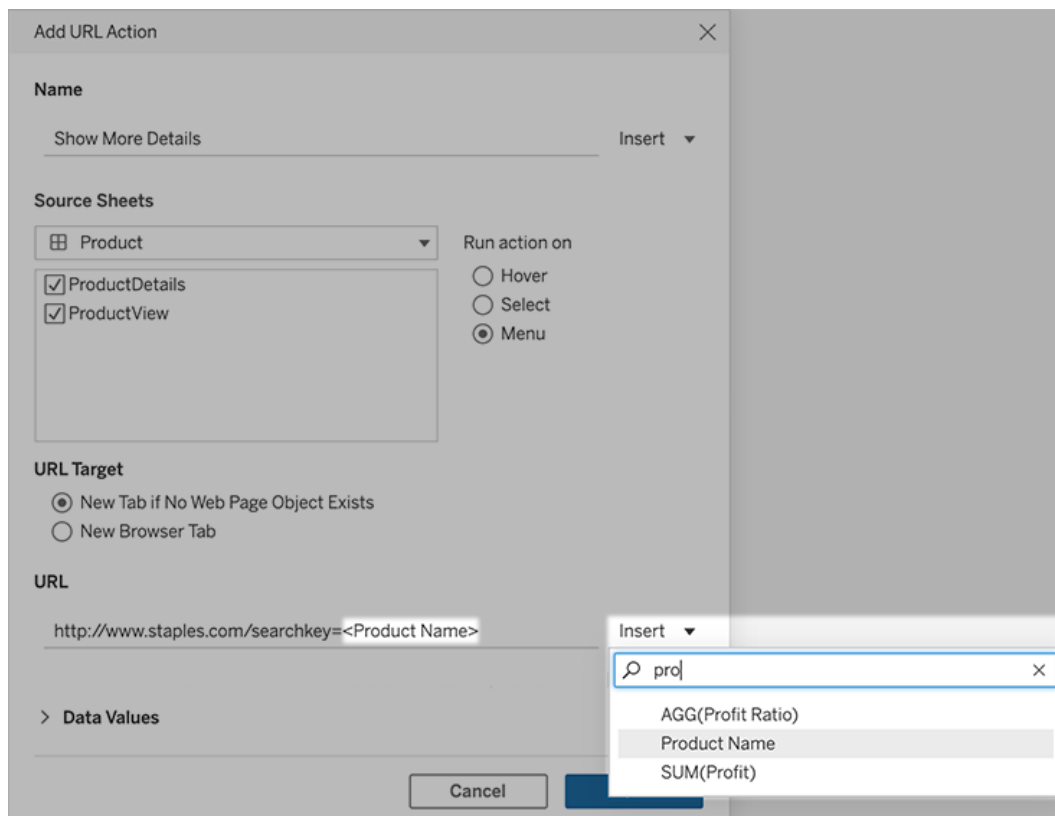 Add URL Action
Name
Show More Details Insert
Source Sheets
Product
Run action on
ProductDetails
ProductView
Hover
Select
Menu
URL Target
New Tab if No Web Page Object Exists
New Browser Tab
URL
http://www.staples.com/searchkey=<Product Name> Insert
pro
AGG(Profit Ratio)
Product Name
SUM(Profit)
Data Values
Cancel